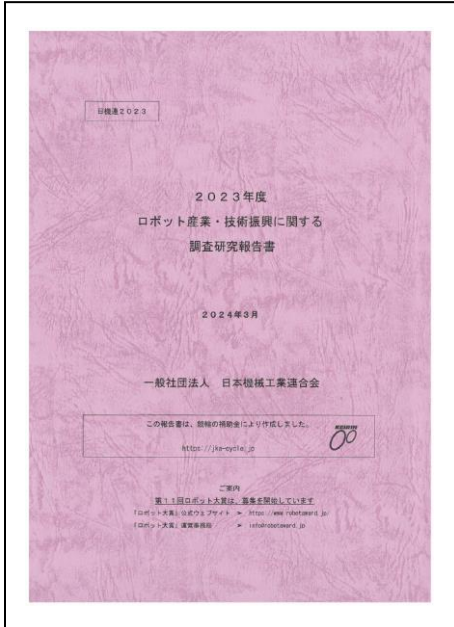 日機連2023
2023年度
ロボット産業・技術振興に関する
調査研究報告書
2024年3月
一般社団法人 日本機械工業連合会
この報告書は、競輪の補助金により作成しました。
KEIRIN
https://jka-cycle.jp
ご案内
第11回ロボット大賞は、募集を開始しています
「ロボット大賞」公式ウェブサイト ➢ https://www.robotaward.jp/
「ロボット大賞」運営事務局 ➢ info@robotaward.jp